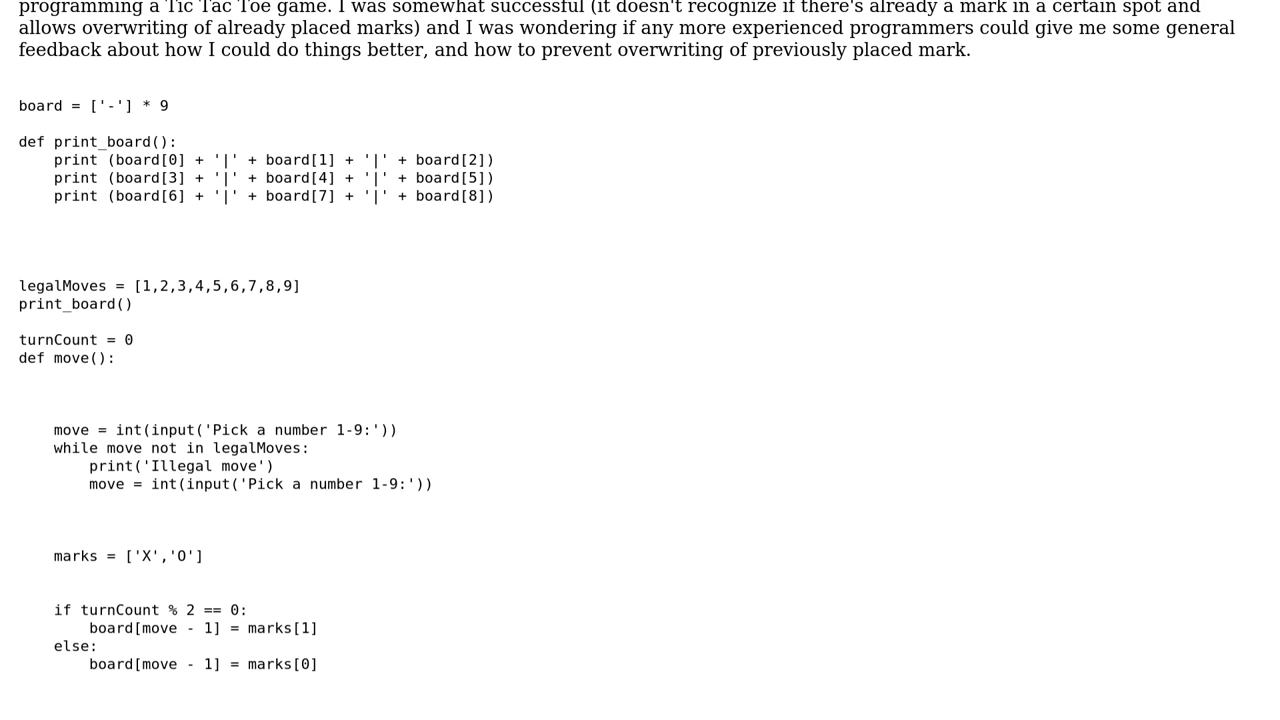 programming a Tic Tac Toe game. I was somewhat successful (it doesn't recognize if there's already a mark in a certain spot and
allows overwriting of already placed marks) and I was wondering if any more experienced programmers could give me some general
feedback about how I could do things better, and how to prevent overwriting of previously placed mark.
board = ['-'] * 9
def print_board():
    print (board[0] + '|' + board[1] + '|' + board[2])
    print (board[3] + '|' + board[4] + '|' + board[5])
    print (board[6] + '|' + board[7] + '|' + board[8])
legalMoves = [1,2,3,4,5,6,7,8,9]
print_board()
turnCount = 0
def move():
    move = int(input('Pick a number 1-9:'))
    while move not in legalMoves:
        print('Illegal move')
        move = int(input('Pick a number 1-9:'))
    marks = ['X','O']
    if turnCount % 2 == 0:
        board[move - 1] = marks[1]
    else:
        board[move - 1] = marks[0]